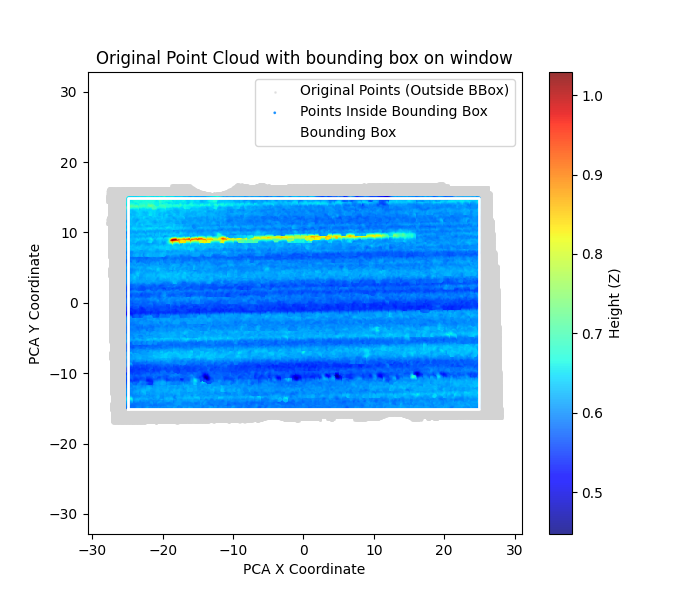 Original Point Cloud with bounding box on window
Original Points (Outside BBox)
Points Inside Bounding Box
Bounding Box
30
20
10
0
−10
−20
−30
PCA Y Coordinate
−30
−20
−10
0
10
20
30
PCA X Coordinate
1.0
0.9
0.8
0.7
0.6
0.5
Height (Z)